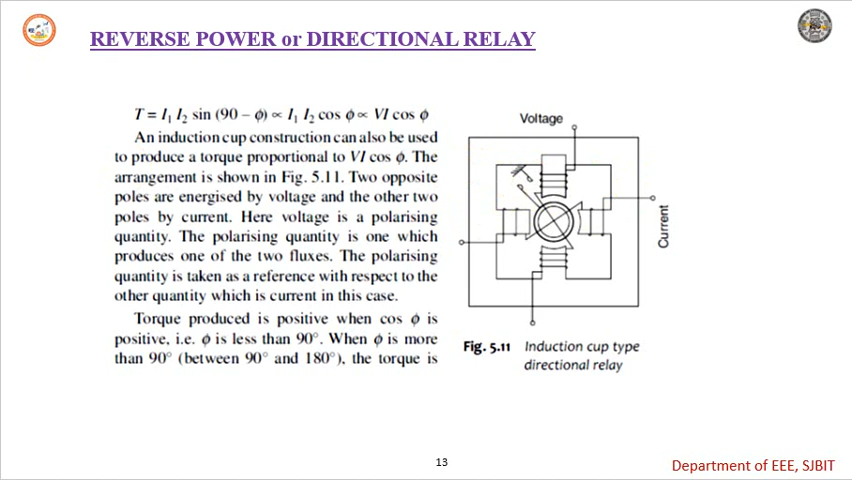 REVERSE POWER or DIRECTIONAL RELAY
T = I₁ I₂ sin (90 – ϕ) ∝ I₁ I₂ cos ϕ ∝ VI cos ϕ
An induction cup construction can also be used
to produce a torque proportional to VI cos ϕ. The
arrangement is shown in Fig. 5.11. Two opposite
poles are energised by voltage and the other two
poles by current. Here voltage is a polarising
quantity. The polarising quantity is one which
produces one of the two fluxes. The polarising
quantity is taken as a reference with respect to the
other quantity which is current in this case.
Torque produced is positive when cos ϕ is
positive, i.e. ϕ is less than 90°. When ϕ is more
than 90° (between 90° and 180°), the torque is
Voltage
Current
Fig. 5.11 Induction cup type
directional relay
13
Department of EEE, SJBIT